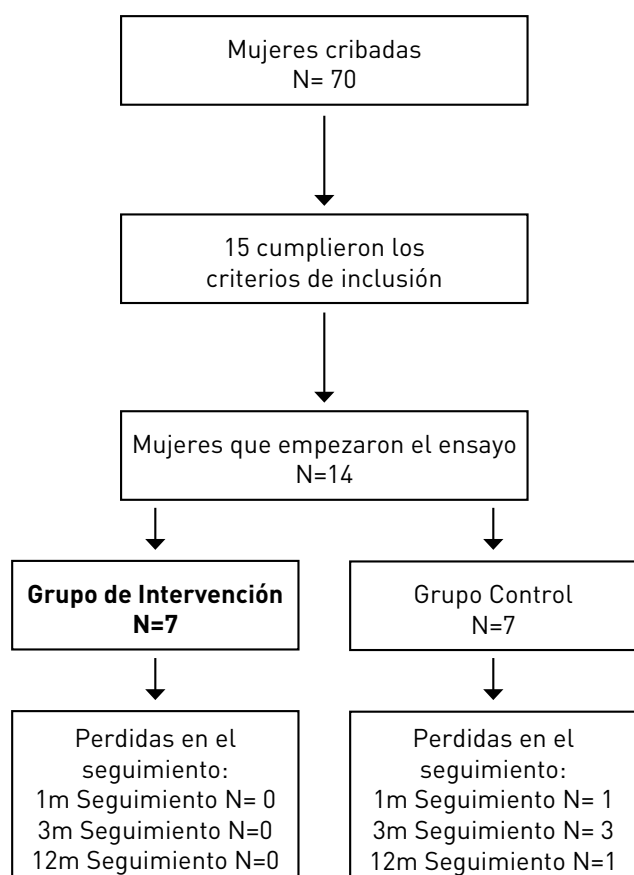 Mujeres cribadas
N= 70
15 cumplieron los
criterios de inclusión
Mujeres que empezaron el ensayo
N=14
Grupo de Intervención
N=7
Grupo Control
N=7
Perdidas en el
seguimiento:
1m Seguimiento N= 0
3m Seguimiento N=0
12m Seguimiento N=0
Perdidas en el
seguimiento:
1m Seguimiento N= 1
3m Seguimiento N= 3
12m Seguimiento N=1